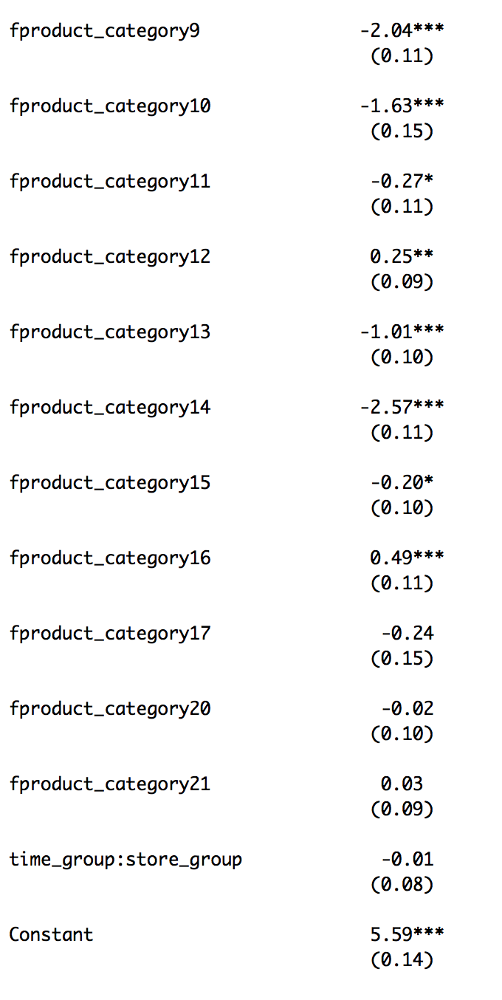 fproduct_category9 -2.04***
(0.11)
fproduct_category10 -1.63***
(0.15)
fproduct_category11 -0.27*
(0.11)
fproduct_category12 0.25**
(0.09)
fproduct_category13 -1.01***
(0.10)
fproduct_category14 -2.57***
(0.11)
fproduct_category15 -0.20*
(0.10)
fproduct_category16 0.49***
(0.11)
fproduct_category17 -0.24
(0.15)
fproduct_category20 -0.02
(0.10)
fproduct_category21 0.03
(0.09)
time_group:store_group -0.01
(0.08)
Constant 5.59***
(0.14)